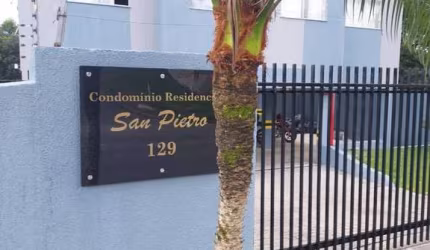 Condominio Residenc
San Pietro
129